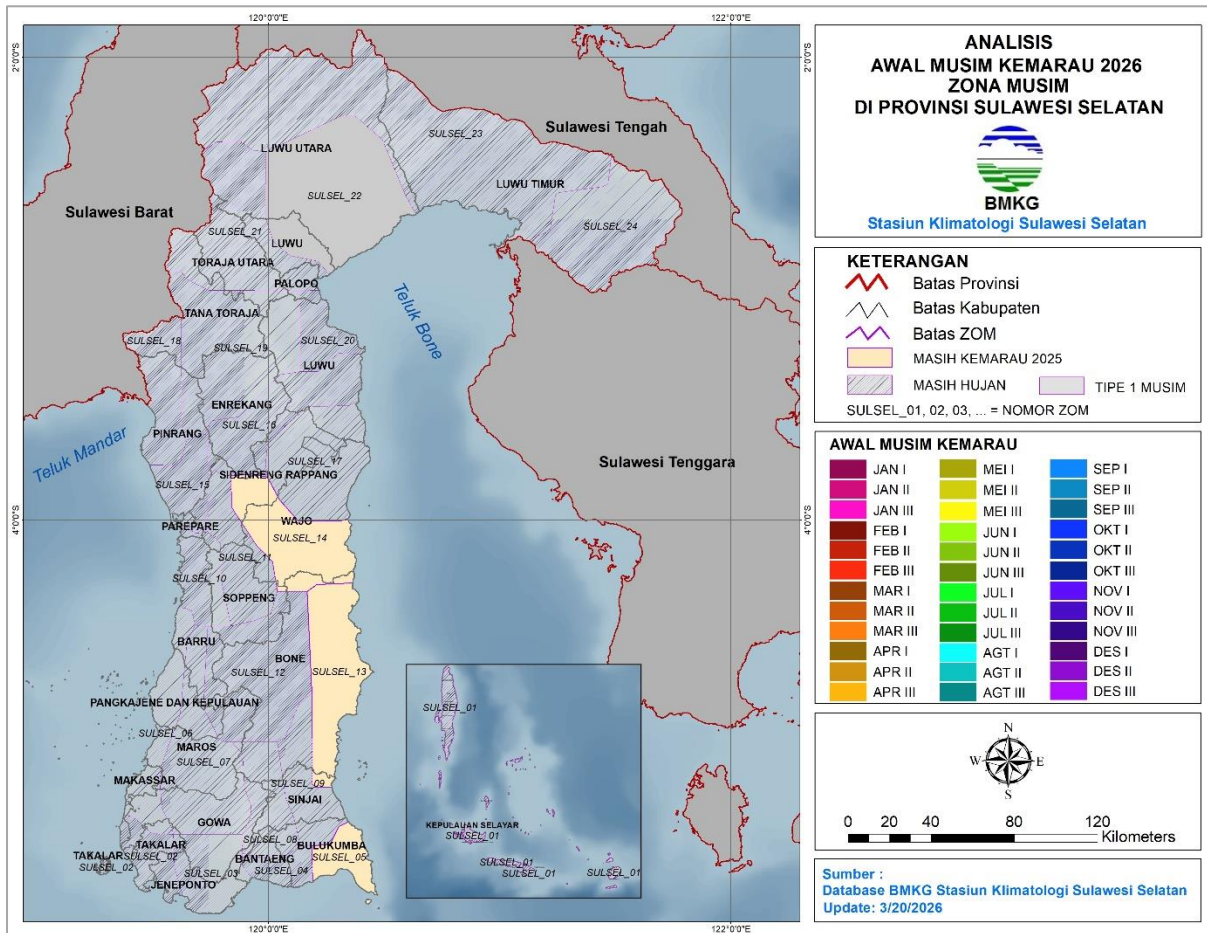 120°0'0"E
122°0'0"E
2°0'0"S
2°0'0"S
Sulawesi Tengah
SULSEL_23
LUWU UTARA
LUWU TIMUR
SULSEL_22
Sulawesi Barat
SULSEL_24
SULSEL_21
LUWU
TORAJA UTARA
PALOPO
Teluk Bone
TANA TORAJA
SULSEL_18
SULSEL_19
SULSEL_20
LUWU
ENREKANG
SULSEL_16
PINRANG
Teluk Mandar
SULSEL_17
Sulawesi Tenggara
SIDENRENG RAPPANG
SULSEL_15
4°0'0"S
4°0'0"S
PAREPARE
WAJO
SULSEL_14
SULSEL_11
SULSEL_10
SOPPENG
BARRU
BONE
SULSEL_12
SULSEL_13
PANGKAJENE DAN KEPULAUAN
SULSEL_06
MAROS
SULSEL_07
MAKASSAR
SULSEL_09
SINJAI
GOWA
SULSEL_08
TAKALAR
BULUKUMBA
TAKALAR
SULSEL_02
SULSEL_02
BANTAENG
SULSEL_05
SULSEL_03
SULSEL_04
JENEPONTO
SULSEL_01
KEPULAUAN SELAYAR
SULSEL_01
SULSEL_01
SULSEL_01
SULSEL_01
120°0'0"E
122°0'0"E
ANALISIS
AWAL MUSIM KEMARAU 2026
ZONA MUSIM
DI PROVINSI SULAWESI SELATAN
BMKG
Stasiun Klimatologi Sulawesi Selatan
KETERANGAN
Batas Provinsi
Batas Kabupaten
Batas ZOM
MASIH KEMARAU 2025
MASIH HUJAN
TIPE 1 MUSIM
SULSEL_01, 02, 03, ... = NOMOR ZOM
AWAL MUSIM KEMARAU
JAN I
JAN II
JAN III
FEB I
FEB II
FEB III
MAR I
MAR II
MAR III
APR I
APR II
APR III
MEI I
MEI II
MEI III
JUN I
JUN II
JUN III
JUL I
JUL II
JUL III
AGT I
AGT II
AGT III
SEP I
SEP II
SEP III
OKT I
OKT II
OKT III
NOV I
NOV II
NOV III
DES I
DES II
DES III
N
W
E
S
0 20 40 80 120
Kilometers
Sumber :
Database BMKG Stasiun Klimatologi Sulawesi Selatan
Update: 3/20/2026